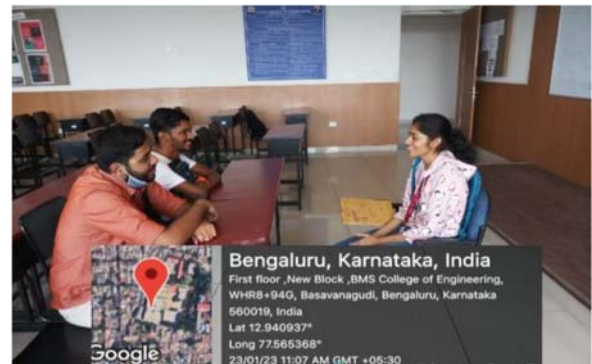 Bengaluru, Karnataka, India
First floor ,New Block ,BMS College of Engineering,
WHR8+94G, Basavanagudi, Bengaluru, Karnataka
560019, India
Lat 12.940937°
Long 77.565368°
23/01/23 11:07 AM GMT +05:30
Google